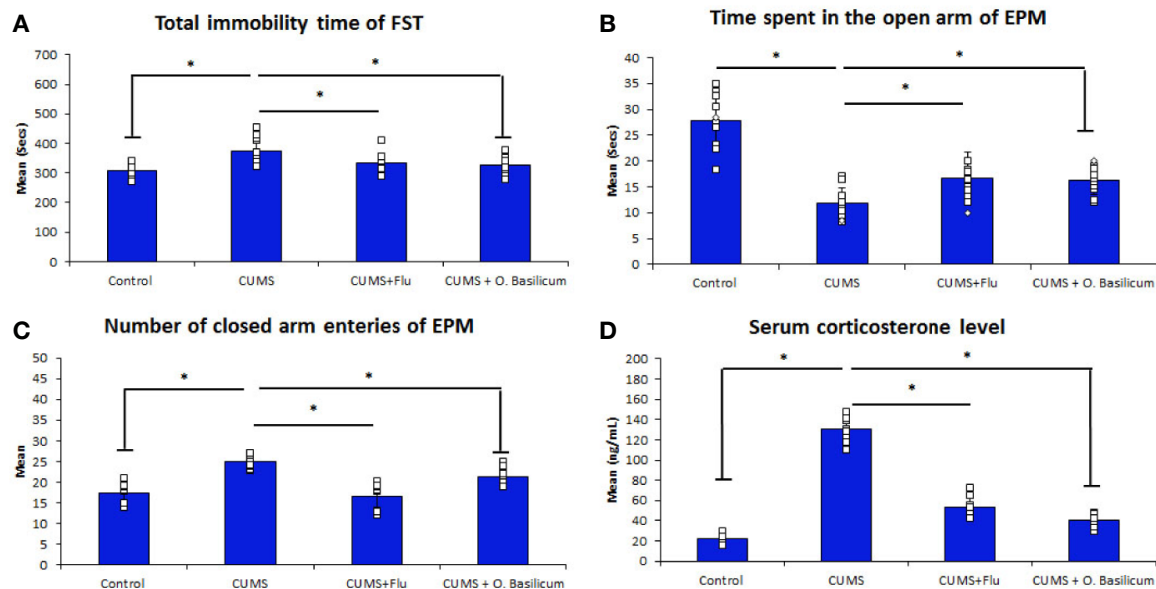 A
Total immobility time of FST
Mean (Secs)
700
600
500
400
300
200
100
0
*
*
*
Control
CUMS
CUMS+Flu
CUMS + O. Basilicum
B
Time spent in the open arm of EPM
Mean (Secs)
40
35
30
25
20
15
10
5
0
*
*
*
Control
CUMS
CUMS+Flu
CUMS + O. Basilicum
C
Number of closed arm enteries of EPM
Mean
50
45
40
35
30
25
20
15
10
5
0
*
*
*
Control
CUMS
CUMS+Flu
CUMS + O. Basilicum
D
Serum corticosterone level
Mean (ng/mL)
200
180
160
140
120
100
80
60
40
20
0
*
*
*
Control
CUMS
CUMS+Flu
CUMS + O. Basilicum